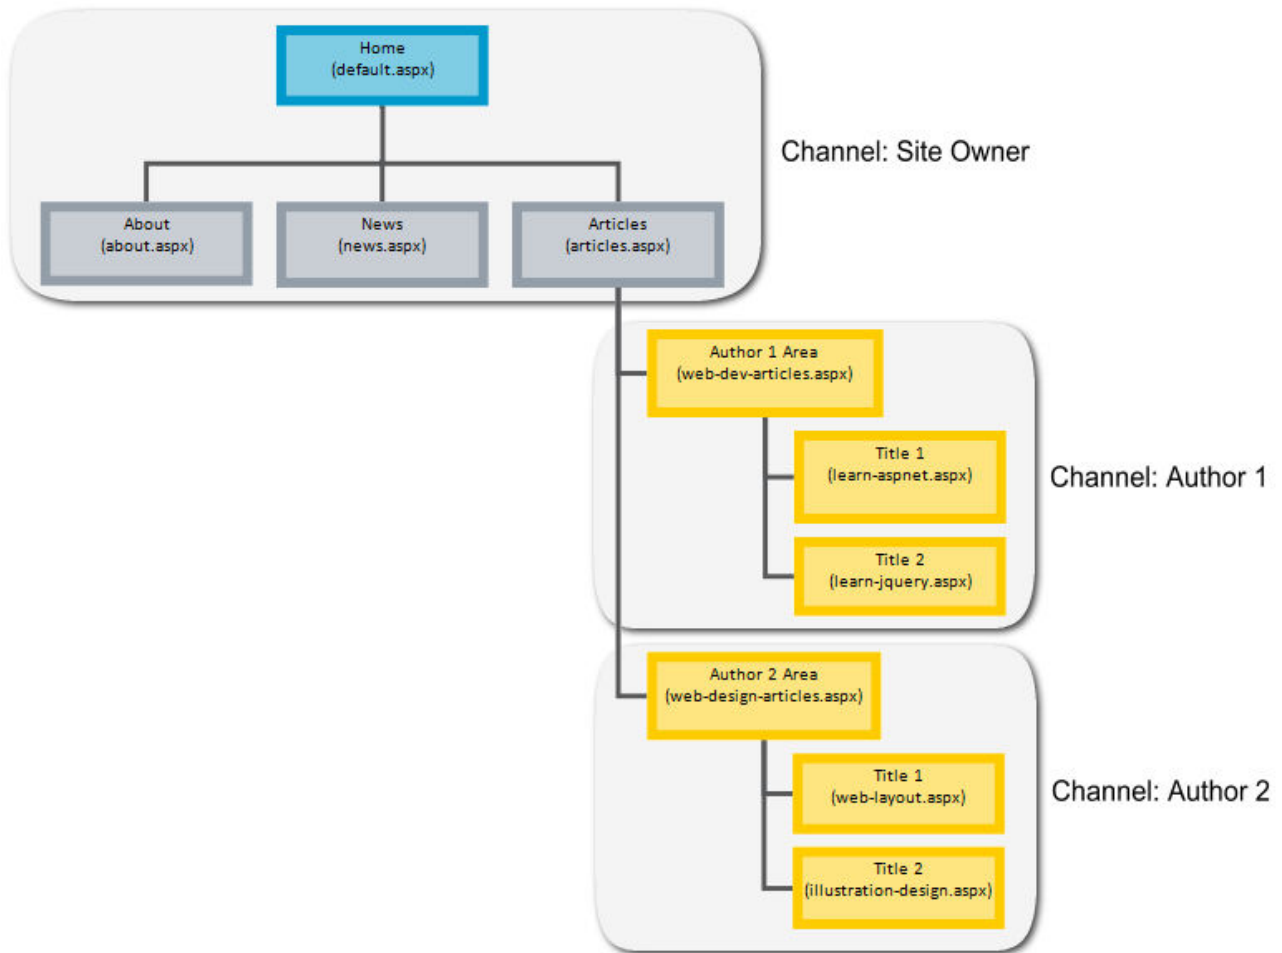 Home
(default.aspx)
Channel: Site Owner
About
(about.aspx)
News
(news.aspx)
Articles
(articles.aspx)
Author 1 Area
(web-dev-articles.aspx)
Title 1
(learn-aspnet.aspx)
Channel: Author 1
Title 2
(learn-jquery.aspx)
Author 2 Area
(web-design-articles.aspx)
Title 1
(web-layout.aspx)
Channel: Author 2
Title 2
(illustration-design.aspx)